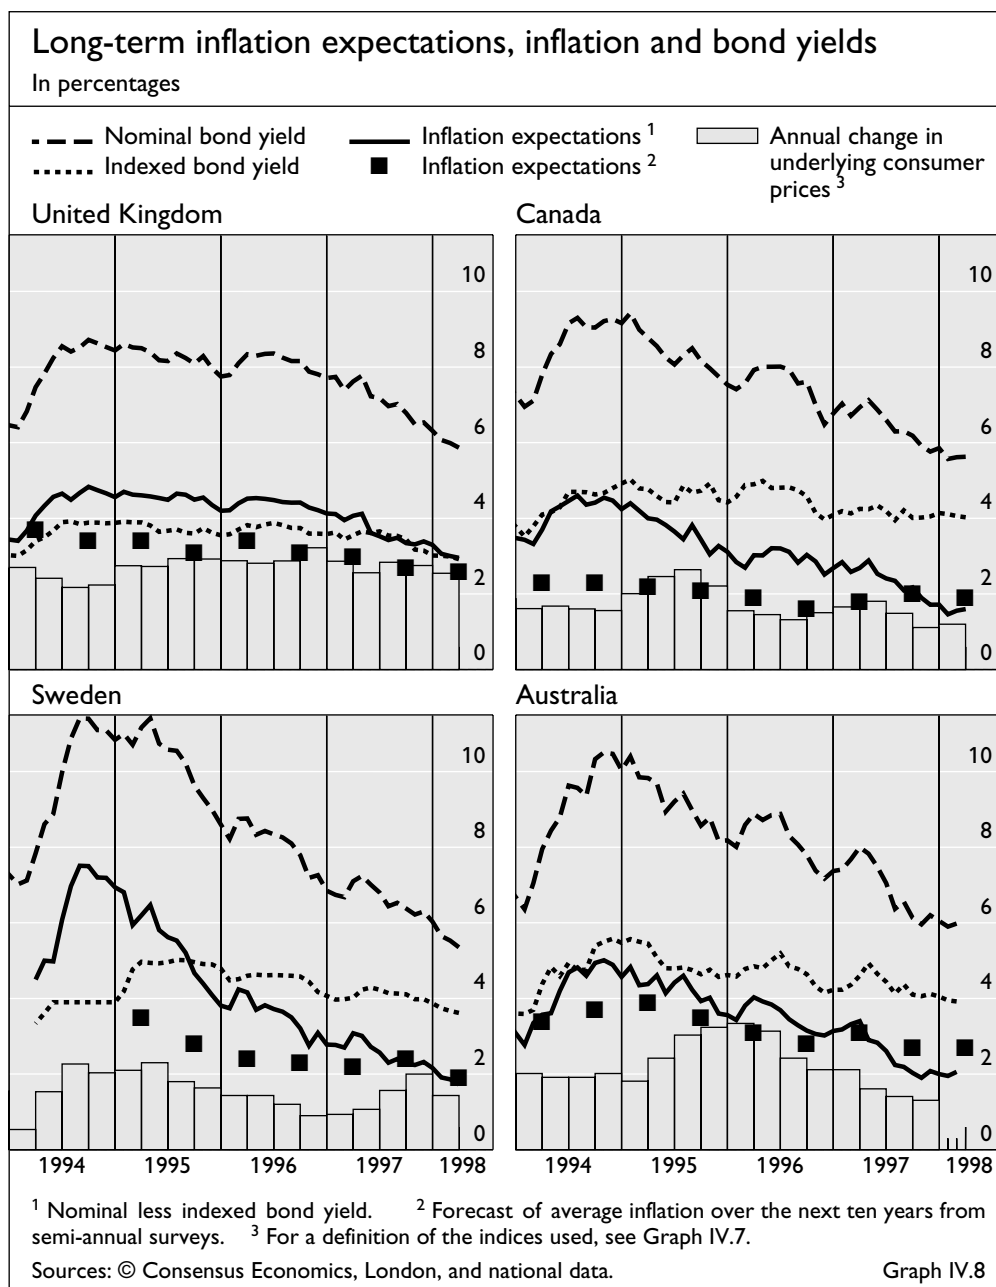 Long-term inflation expectations, inflation and bond yields
In percentages
Nominal bond yield
Indexed bond yield
Inflation expectations 1
Inflation expectations 2
Annual change in
underlying consumer
prices 3
United Kingdom
Canada
10
8
6
4
2
0
10
8
6
4
2
0
Sweden
Australia
10
8
6
4
2
0
10
8
6
4
2
0
1994 1995 1996 1997 1998
1994 1995 1996 1997 1998
1 Nominal less indexed bond yield. 2 Forecast of average inflation over the next ten years from
semi-annual surveys. 3 For a definition of the indices used, see Graph IV.7.
Sources: © Consensus Economics, London, and national data. Graph IV.8